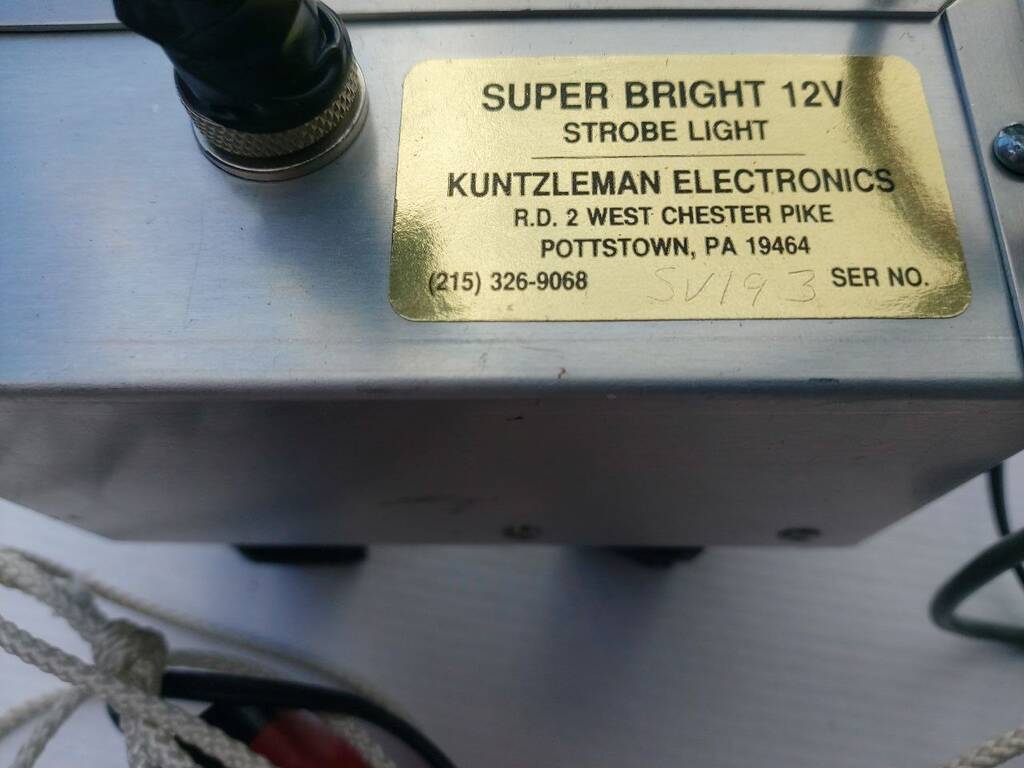 SUPER BRIGHT 12V
STROBE LIGHT
KUNTZLEMAN ELECTRONICS
R.D. 2 WEST CHESTER PIKE
POTTSTOWN, PA 19464
(215) 326-9068 SV193 SER NO.